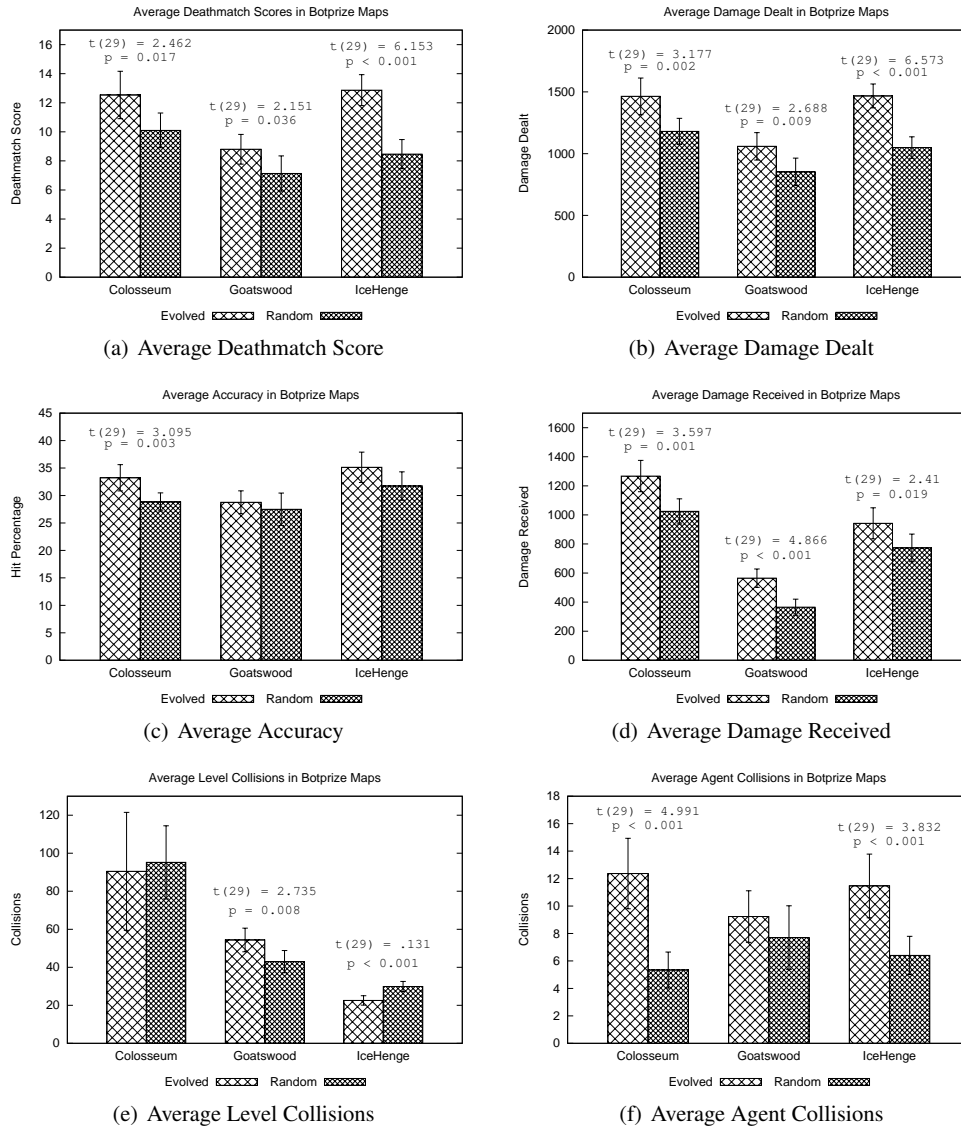 Average Deathmatch Scores in Botprize Maps
Deathmatch Score
16
14
12
10
8
6
4
2
0
t(29) = 2.462
p = 0.017
t(29) = 2.151
p = 0.036
t(29) = 6.153
p < 0.001
Colosseum Goatswood IceHenge
Evolved Random
(a) Average Deathmatch Score
Average Damage Dealt in Botprize Maps
Damage Dealt
2000
1500
1000
500
0
t(29) = 3.177
p = 0.002
t(29) = 2.688
p = 0.009
t(29) = 6.573
p < 0.001
Colosseum Goatswood IceHenge
Evolved Random
(b) Average Damage Dealt
Average Accuracy in Botprize Maps
Hit Percentage
45
40
35
30
25
20
15
10
5
0
t(29) = 3.095
p = 0.003
Colosseum Goatswood IceHenge
Evolved Random
(c) Average Accuracy
Average Damage Received in Botprize Maps
Damage Received
1600
1400
1200
1000
800
600
400
200
0
t(29) = 3.597
p = 0.001
t(29) = 4.866
p < 0.001
t(29) = 2.41
p = 0.019
Colosseum Goatswood IceHenge
Evolved Random
(d) Average Damage Received
Average Level Collisions in Botprize Maps
Collisions
120
100
80
60
40
20
0
t(29) = 2.735
p = 0.008
t(29) = .131
p < 0.001
Colosseum Goatswood IceHenge
Evolved Random
(e) Average Level Collisions
Average Agent Collisions in Botprize Maps
Collisions
18
16
14
12
10
8
6
4
2
0
t(29) = 4.991
p < 0.001
t(29) = 3.832
p < 0.001
Colosseum Goatswood IceHenge
Evolved Random
(f) Average Agent Collisions